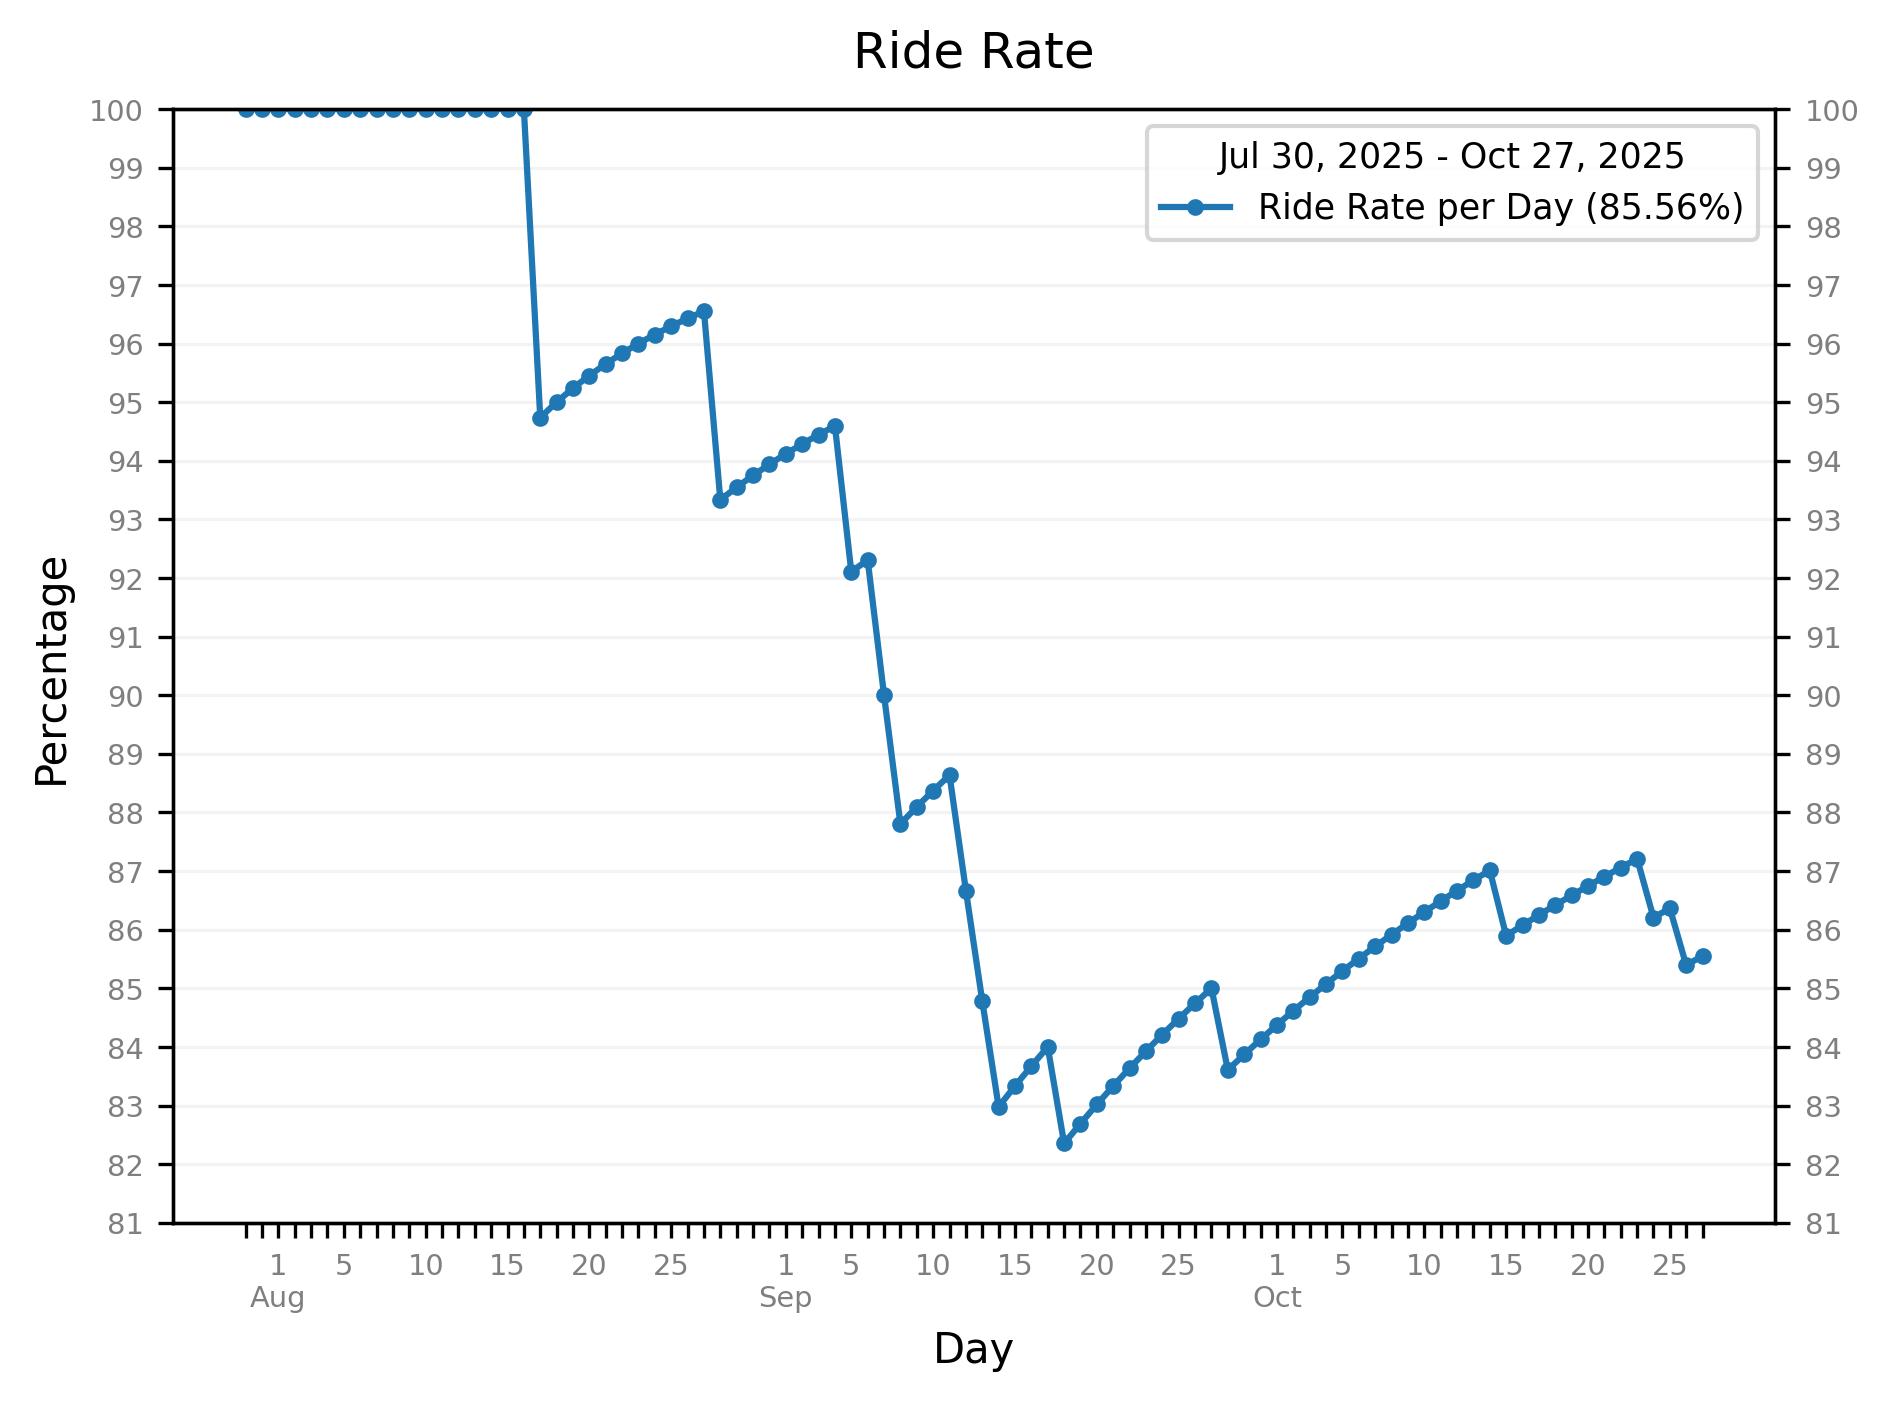 Ride Rate
Jul 30, 2025 - Oct 27, 2025
Ride Rate per Day (85.56%)
Percentage
100 100
99 99
98 98
97 97
96 96
95 95
94 94
93 93
92 92
91 91
90 90
89 89
88 88
87 87
86 86
85 85
84 84
83 83
82 82
81 81
1 5 10 15 20 25 1 5 10 15 20 25 1 5 10 15 20 25
Aug Sep Oct
Day